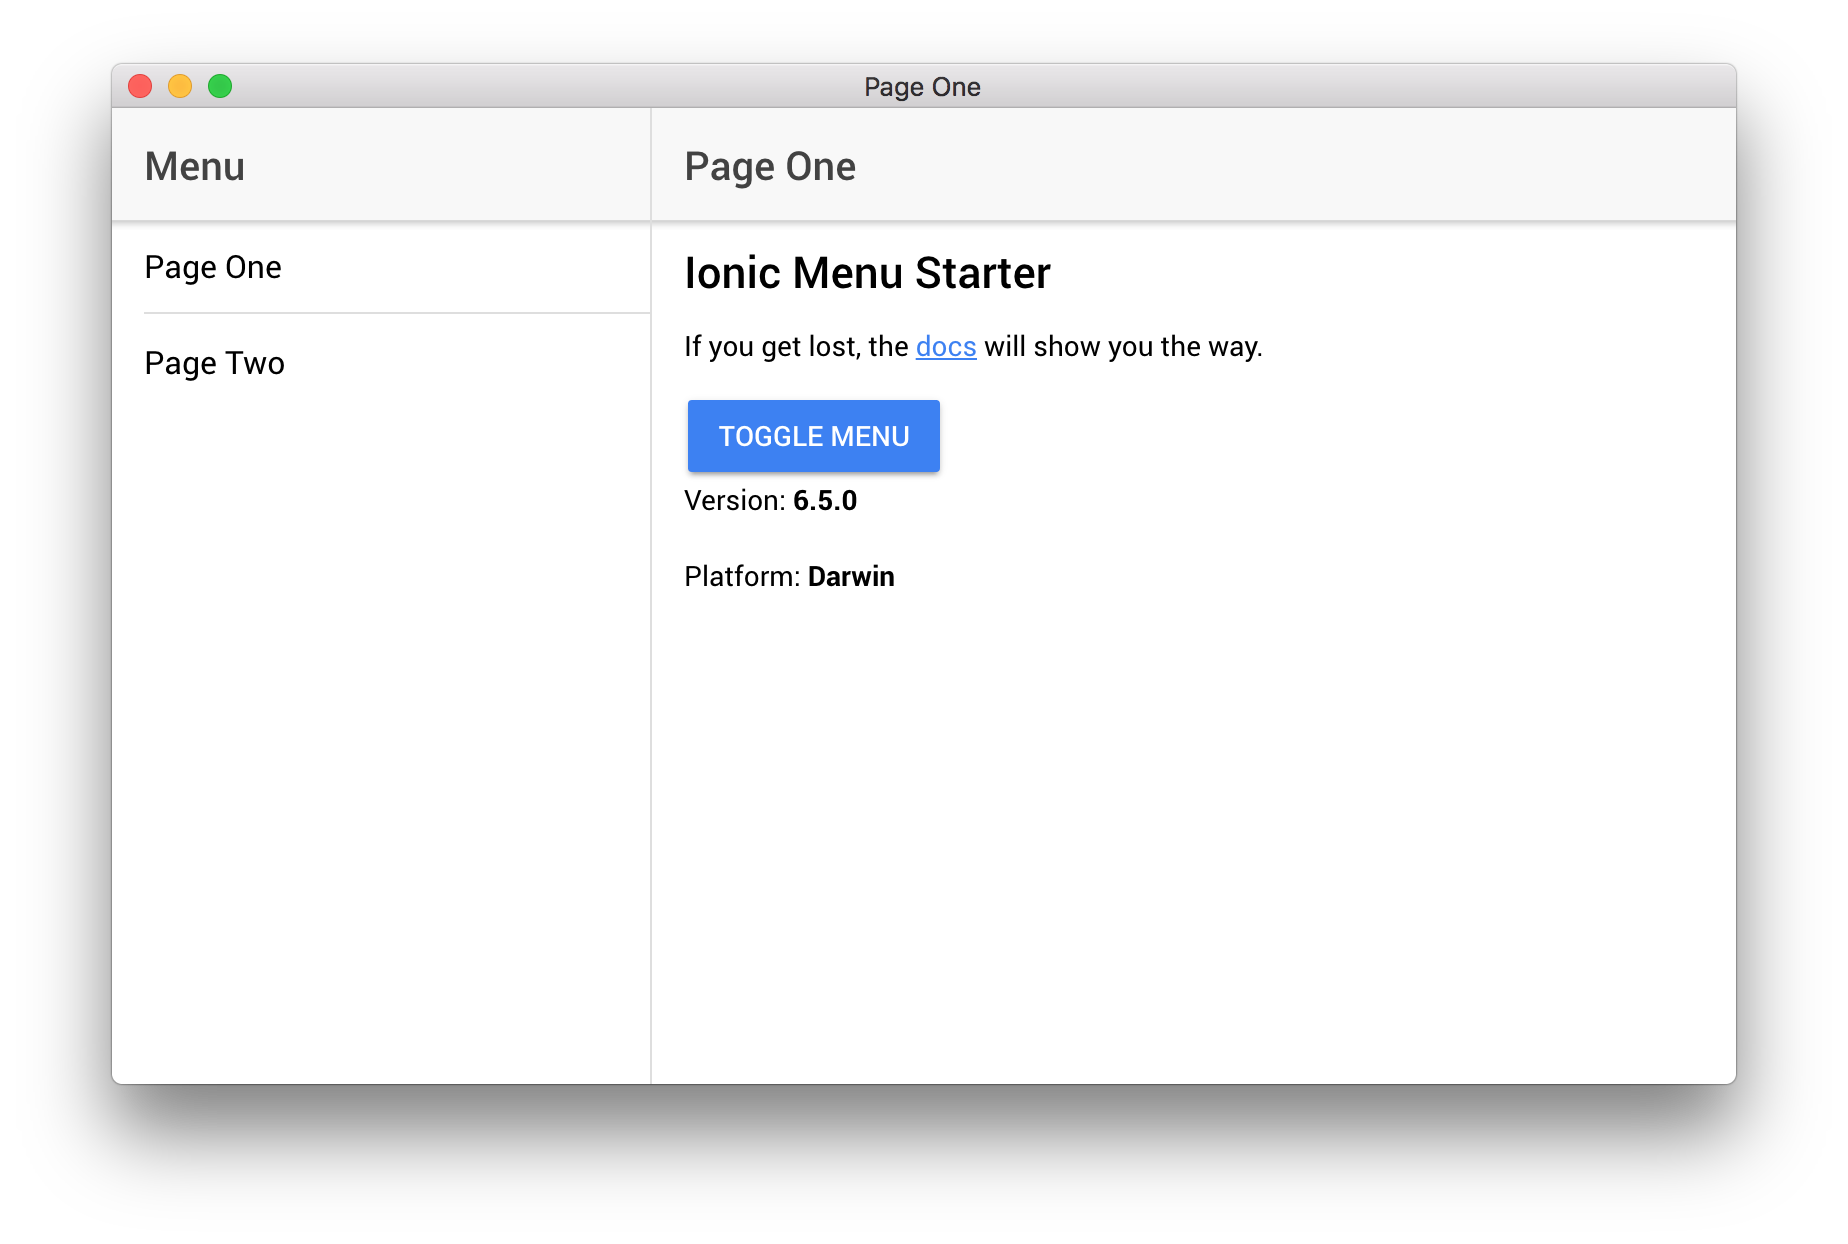 Page One
Menu
Page One
Page One
Page Two
Ionic Menu Starter
If you get lost, the docs will show you the way.
TOGGLE MENU
Version: 6.5.0
Platform: Darwin